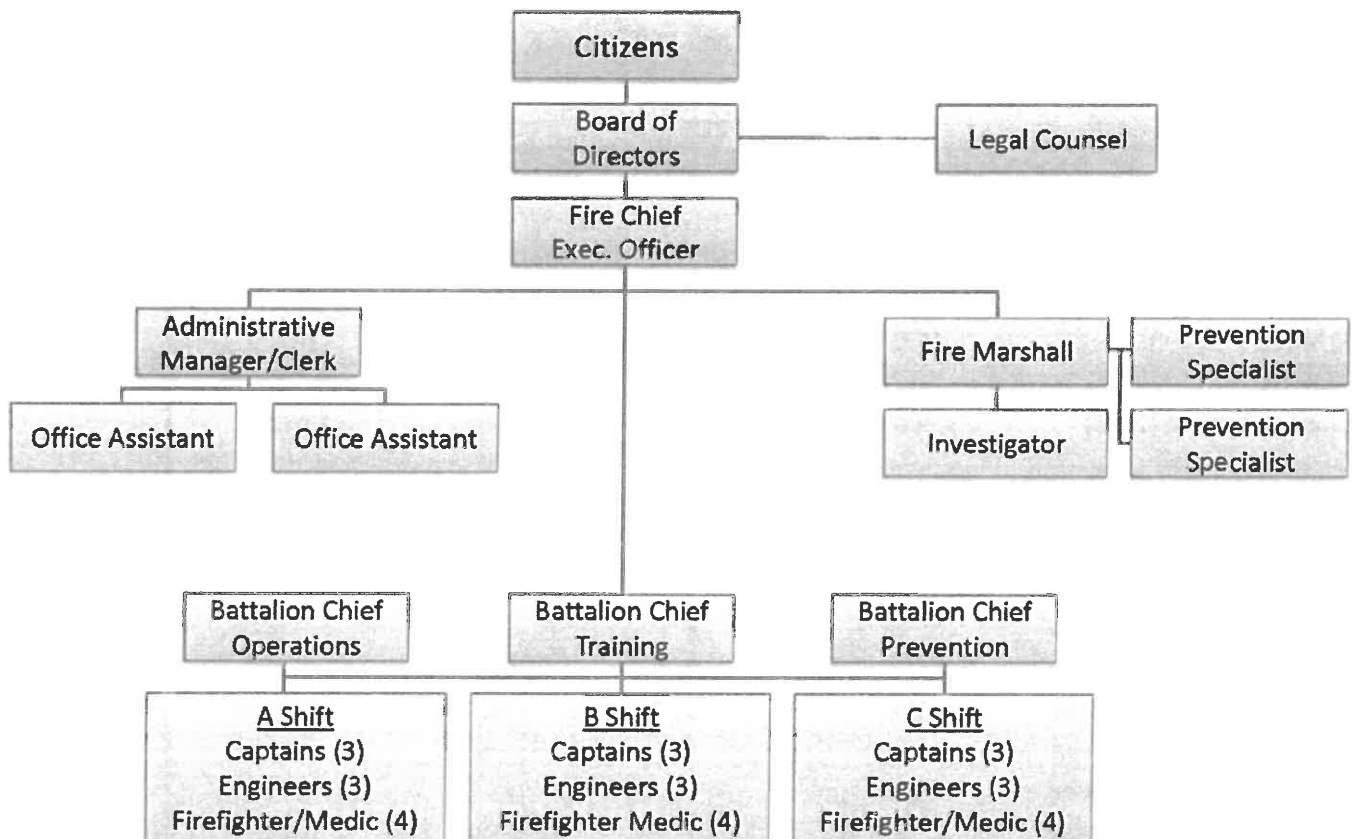 Citizens
Board of
Directors
Legal Counsel
Fire Chief
Exec. Officer
Administrative
Manager/Clerk
Fire Marshall
Prevention
Specialist
Office Assistant
Office Assistant
Investigator
Prevention
Specialist
Battalion Chief
Operations
Battalion Chief
Training
Battalion Chief
Prevention
A Shift
Captains (3)
Engineers (3)
Firefighter/Medic (4)
B Shift
Captains (3)
Engineers (3)
Firefighter Medic (4)
C Shift
Captains (3)
Engineers (3)
Firefighter/Medic (4)